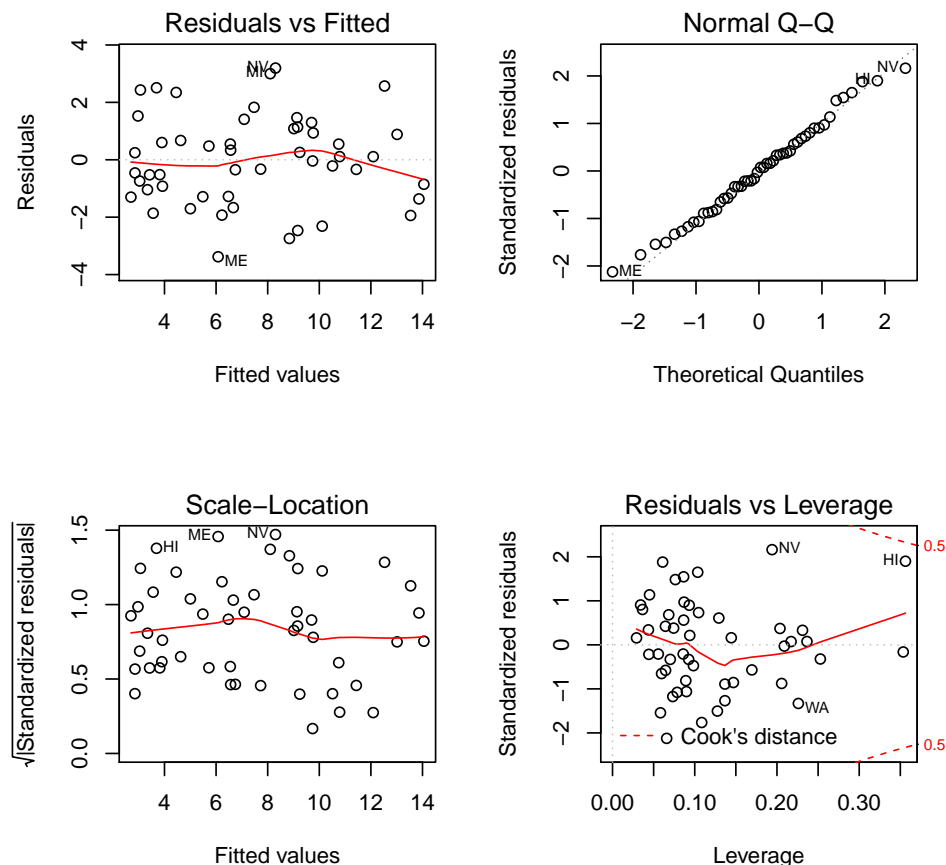 Residuals vs Fitted
Residuals
4
2
0
−2
−4
NV
MI
ME
4 6 8 10 12 14
Fitted values
Normal Q−Q
Standardized residuals
2
1
0
−1
−2
HI
NV
ME
−2 −1 0 1 2
Theoretical Quantiles
Scale−Location
√|Standardized residuals|
1.5
1.0
0.5
0.0
ME
NV
HI
4 6 8 10 12 14
Fitted values
Residuals vs Leverage
Standardized residuals
2
1
0
−1
−2
NV
HI
WA
0.5
0.5
Cook's distance
0.00 0.10 0.20 0.30
Leverage